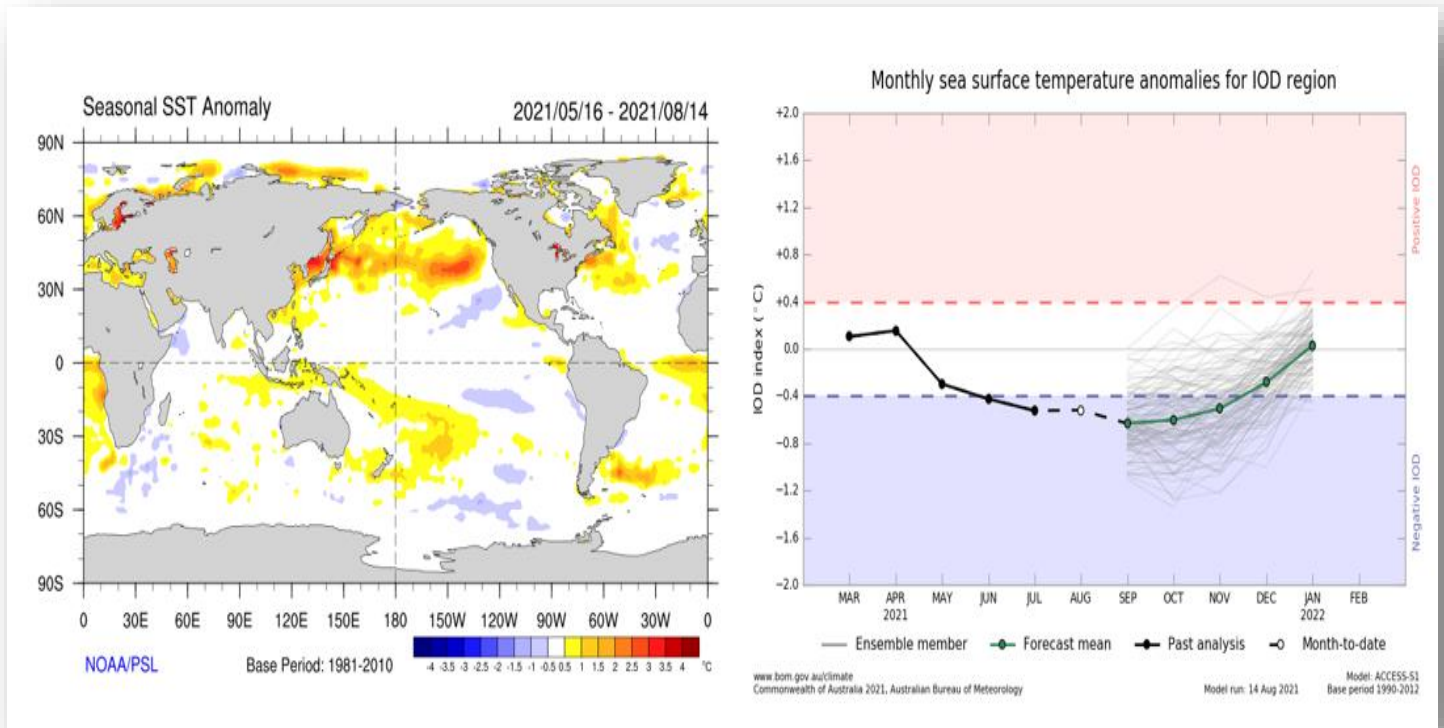 Seasonal SST Anomaly
2021/05/16 - 2021/08/14
90N
60N
30N
0
30S
60S
90S
0 30E 60E 90E 120E 150E 180 150W 120W 90W 60W 30W 0
NOAA/PSL
Base Period: 1981-2010
-4 -3.5 -3 -2.5 -2 -1.5 -1 -0.5 0.5 1 1.5 2 2.5 3 3.5 4 °C
Monthly sea surface temperature anomalies for IOD region
IOD index (°C)
+2.0
+1.6
+1.2
+0.8
+0.4
0.0
−0.4
−0.8
−1.2
−1.6
−2.0
Positive IOD
Negative IOD
MAR APR MAY JUN JUL AUG SEP OCT NOV DEC JAN FEB
2021 2022
Ensemble member Forecast mean Past analysis Month-to-date
www.bom.gov.au/climate
Commonwealth of Australia 2021, Australian Bureau of Meteorology
Model: ACCESS-S1
Model run: 14 Aug 2021 Base period 1990-2012